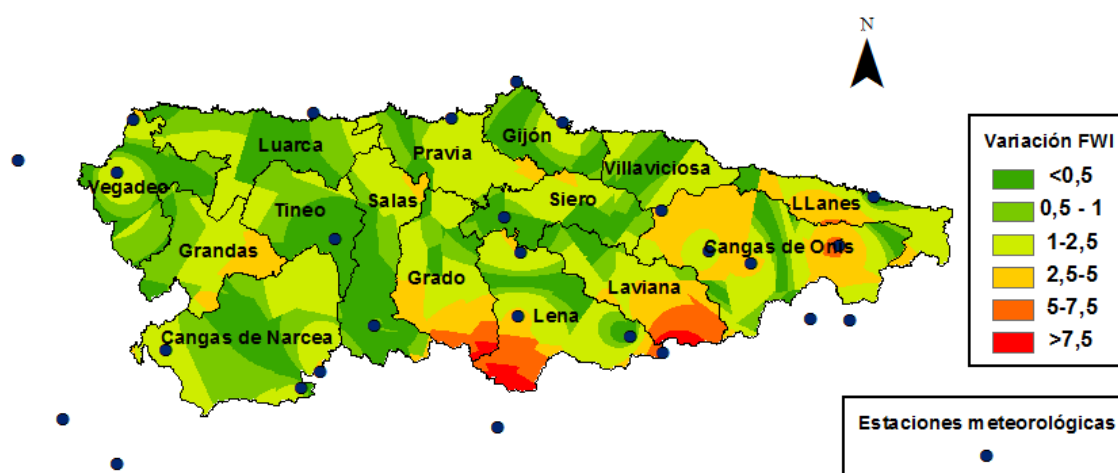 N
Luarca
Pravia
Gijón
Villaviciosa
Vegadeo
Tineo
Salas
Siero
LLanes
Grandas
Grado
Cangas de Onís
Laviana
Lena
Cangas de Narcea
Variación FWI
<0,5
0,5 - 1
1-2,5
2,5-5
5-7,5
>7,5
Estaciones meteorológicas